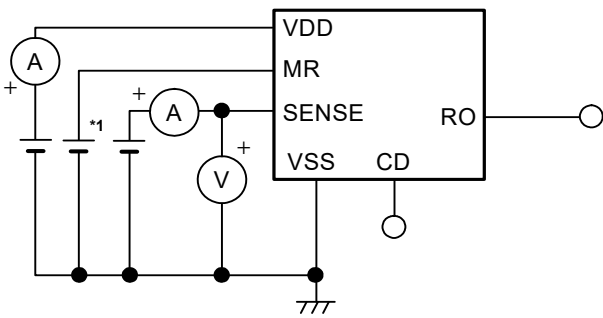 VDD
A
+
MR
*1
+
A
SENSE
RO
+
V
VSS
CD